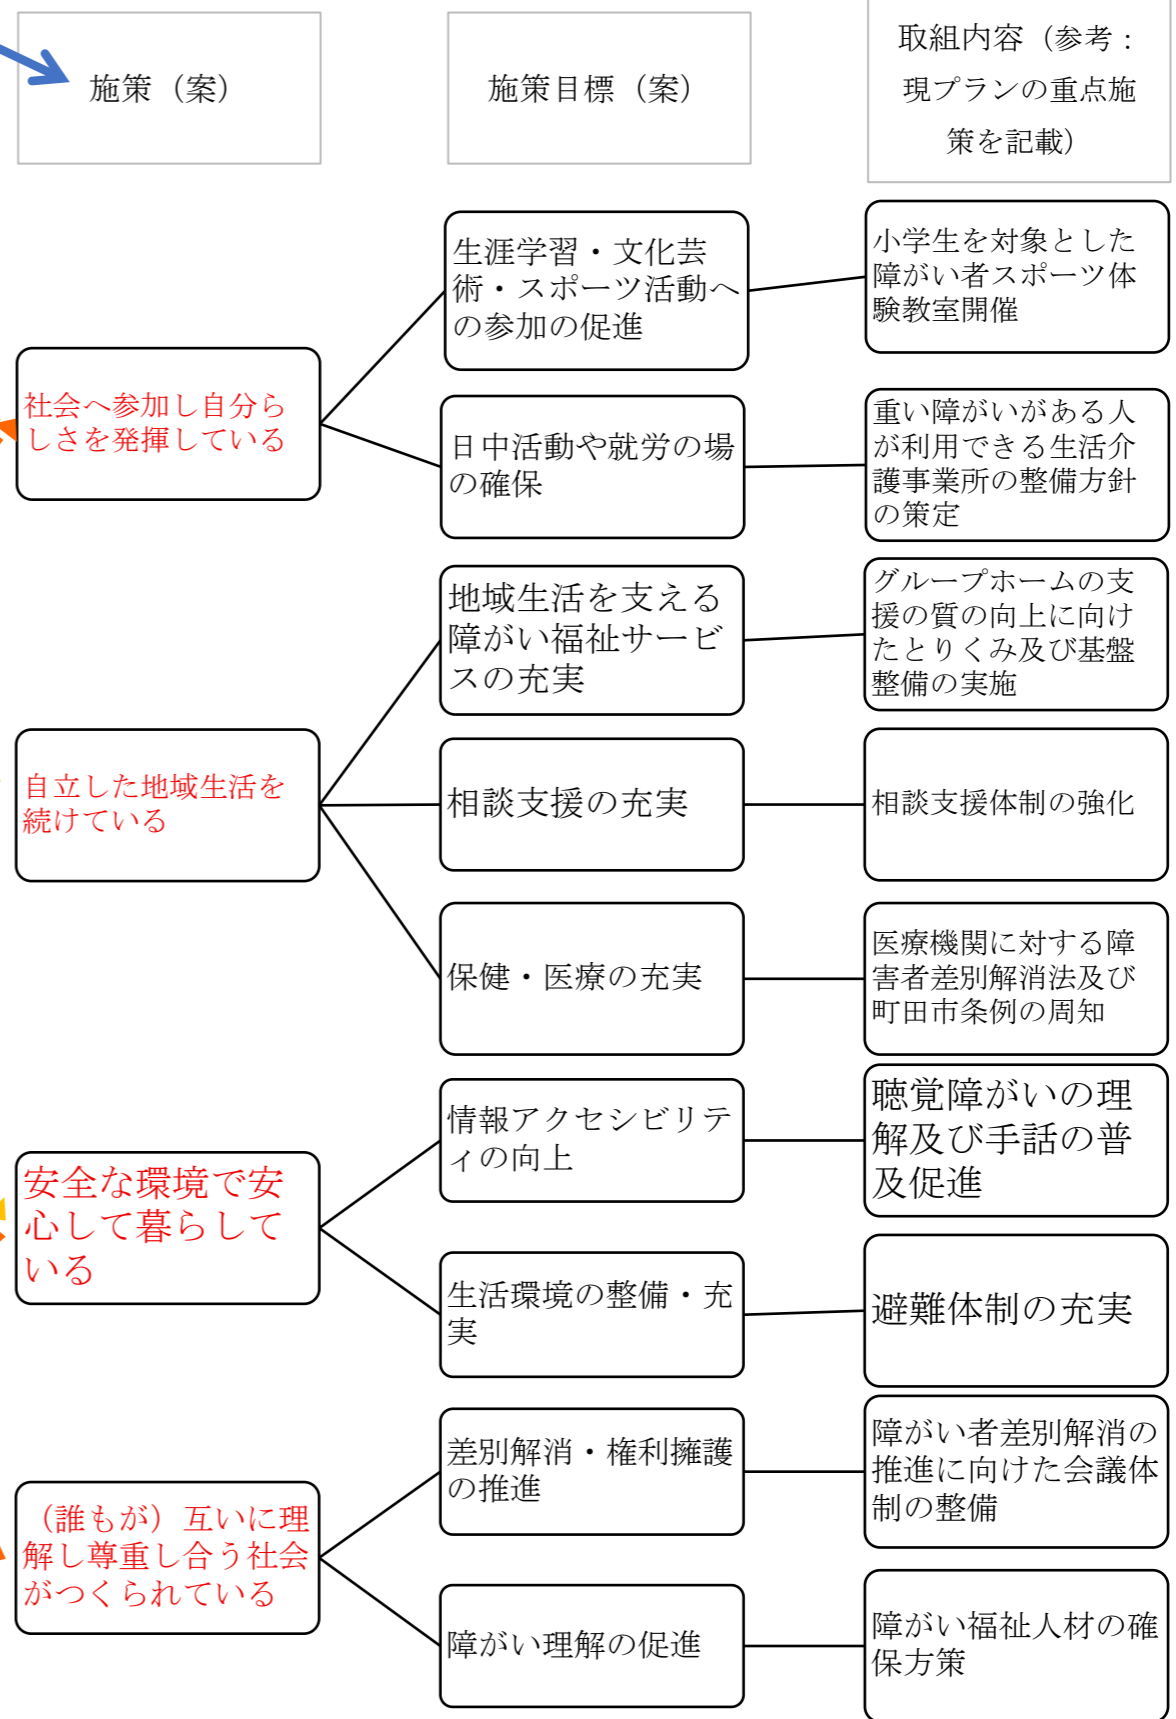 施策（案）
施策目標（案）
取組内容（参考：
現プランの重点施
策を記載）
社会へ参加し自分ら
しさを発揮している
生涯学習・文化芸
術・スポーツ活動へ
の参加の促進
小学生を対象とした
障がい者スポーツ体
験教室開催
日中活動や就労の場
の確保
重い障がいがある人
が利用できる生活介
護事業所の整備方針
の策定
自立した地域生活を
続けている
地域生活を支える
障がい福祉サービ
スの充実
グループホームの支
援の質の向上に向け
たとりくみ及び基盤
整備の実施
相談支援の充実
相談支援体制の強化
保健・医療の充実
医療機関に対する障
害者差別解消法及び
町田市条例の周知
安全な環境で安
心して暮らして
いる
情報アクセシビリテ
ィの向上
聴覚障がいの理
解及び手話の普
及促進
生活環境の整備・充
実
避難体制の充実
（誰もが）互いに理
解し尊重し合う社会
がつくられている
差別解消・権利擁護
の推進
障がい者差別解消の
推進に向けた会議体
制の整備
障がい理解の促進
障がい福祉人材の確
保方策